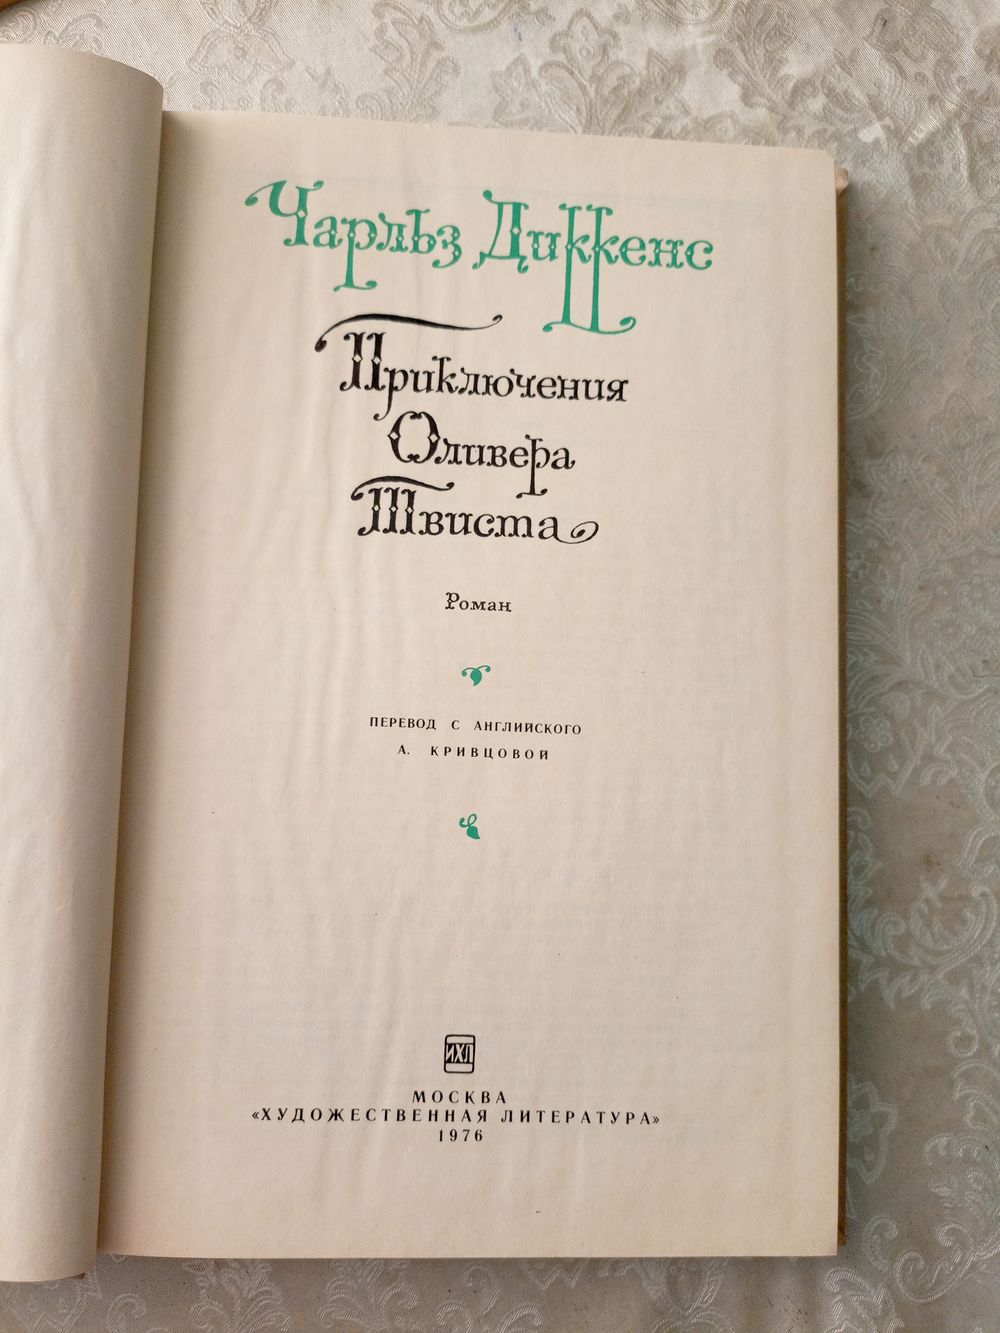 Чарльз Диккенс
Приключения
Оливера
Твиста
Роман
ПЕРЕВОД С АНГЛИЙСКОГО
А. КРИВЦОВОЙ
ИХЛ
МОСКВА
«ХУДОЖЕСТВЕННАЯ ЛИТЕРАТУРА»
1976